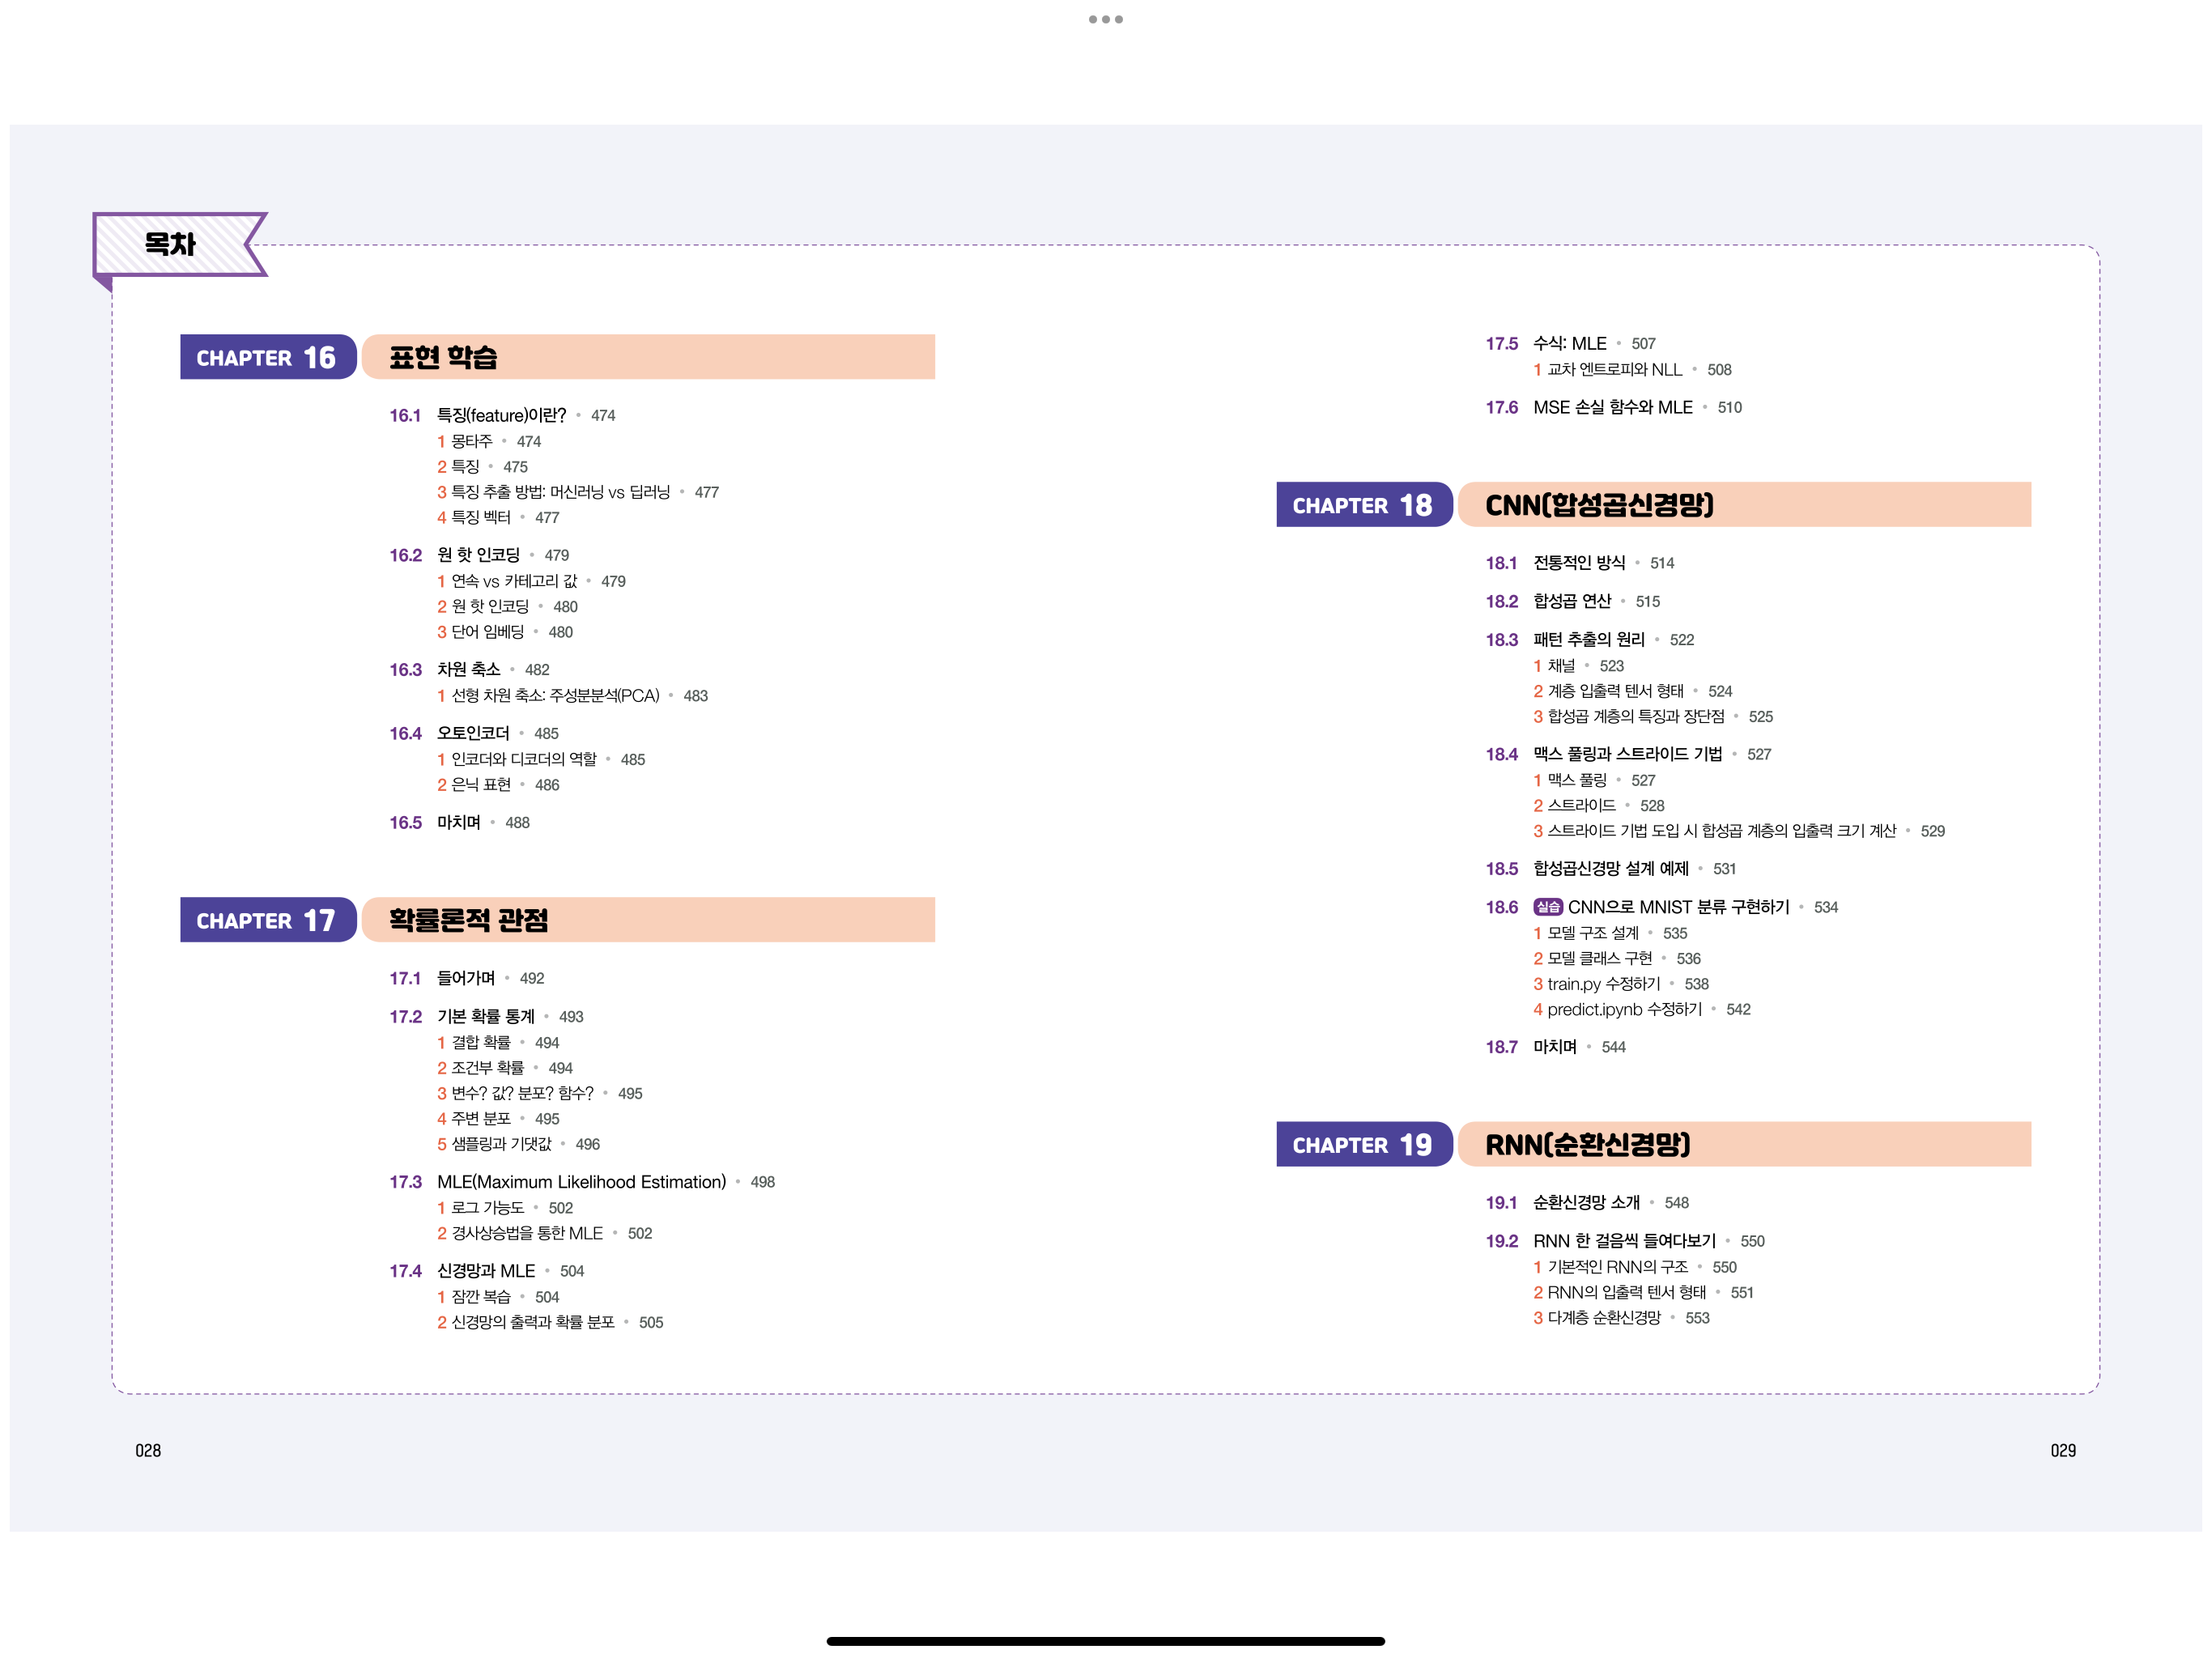 목차
CHAPTER 16 표현 학습
16.1 특징(feature)이란? • 474
1 몽타주 • 474
2 특징 • 475
3 특징 추출 방법: 머신러닝 vs 딥러닝 • 477
4 특징 벡터 • 477
16.2 원 핫 인코딩 • 479
1 연속 vs 카테고리 값 • 479
2 원 핫 인코딩 • 480
3 단어 임베딩 • 480
16.3 차원 축소 • 482
1 선형 차원 축소: 주성분분석(PCA) • 483
16.4 오토인코더 • 485
1 인코더와 디코더의 역할 • 485
2 은닉 표현 • 486
16.5 마치며 • 488
CHAPTER 17 확률론적 관점
17.1 들어가며 • 492
17.2 기본 확률 통계 • 493
1 결합 확률 • 494
2 조건부 확률 • 494
3 변수? 값? 분포? 함수? • 495
4 주변 분포 • 495
5 샘플링과 기댓값 • 496
17.3 MLE(Maximum Likelihood Estimation) • 498
1 로그 가능도 • 502
2 경사상승법을 통한 MLE • 502
17.4 신경망과 MLE • 504
1 잠깐 복습 • 504
2 신경망의 출력과 확률 분포 • 505
028
17.5 수식: MLE • 507
1 교차 엔트로피와 NLL • 508
17.6 MSE 손실 함수와 MLE • 510
CHAPTER 18 CNN(합성곱신경망)
18.1 전통적인 방식 • 514
18.2 합성곱 연산 • 515
18.3 패턴 추출의 원리 • 522
1 채널 • 523
2 계층 입출력 텐서 형태 • 524
3 합성곱 계층의 특징과 장단점 • 525
18.4 맥스 풀링과 스트라이드 기법 • 527
1 맥스 풀링 • 527
2 스트라이드 • 528
3 스트라이드 기법 도입 시 합성곱 계층의 입출력 크기 계산 • 529
18.5 합성곱신경망 설계 예제 • 531
18.6 실습 CNN으로 MNIST 분류 구현하기 • 534
1 모델 구조 설계 • 535
2 모델 클래스 구현 • 536
3 train.py 수정하기 • 538
4 predict.ipynb 수정하기 • 542
18.7 마치며 • 544
CHAPTER 19 RNN(순환신경망)
19.1 순환신경망 소개 • 548
19.2 RNN 한 걸음씩 들여다보기 • 550
1 기본적인 RNN의 구조 • 550
2 RNN의 입출력 텐서 형태 • 551
3 다계층 순환신경망 • 553
029